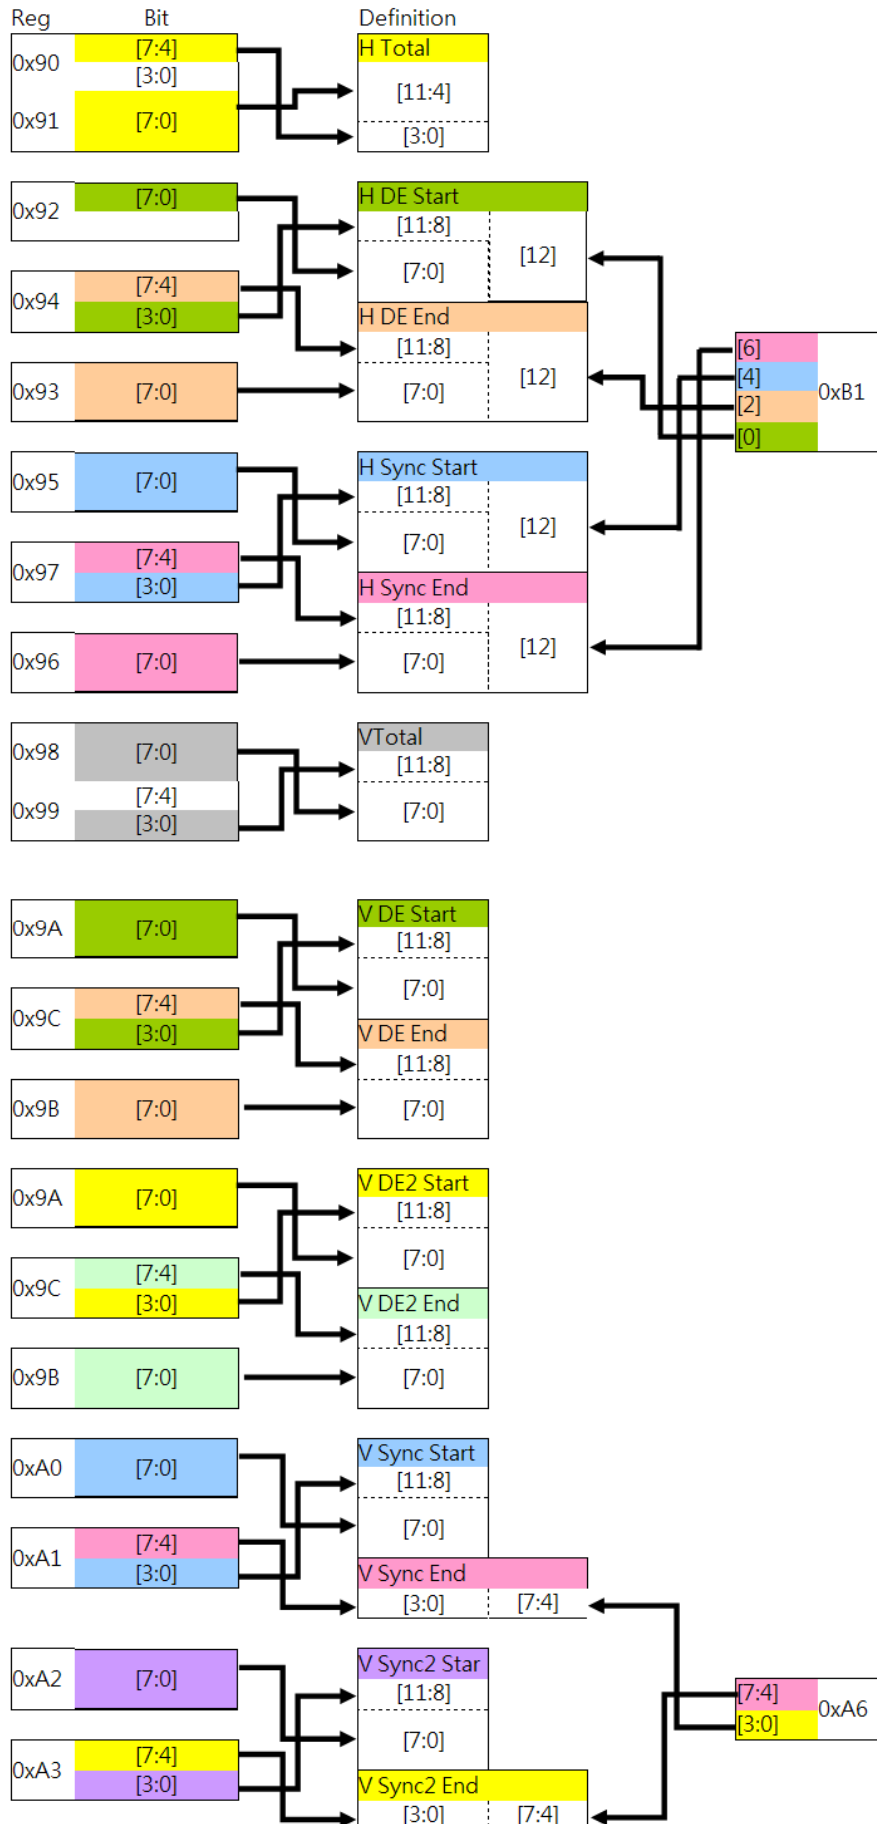 Reg Bit Definition
0x90 [7:4] H Total
[3:0]
[11:4]
0x91 [7:0]
[3:0]
0x92 [7:0] H DE Start
[11:8]
[7:0] [12]
0x94 [7:4]
[3:0] H DE End
[11:8]
0x93 [7:0] [7:0] [12]
[6]
[4]
[2]
[0]
0xB1
0x95 [7:0] H Sync Start
[11:8]
[7:0] [12]
0x97 [7:4]
[3:0] H Sync End
[11:8]
0x96 [7:0] [7:0] [12]
0x98 [7:0] VTotal
[11:8]
0x99 [7:4]
[3:0] [7:0]
0x9A [7:0] V DE Start
[11:8]
[7:0]
0x9C [7:4]
[3:0] V DE End
[11:8]
0x9B [7:0] [7:0]
0x9A [7:0] V DE2 Start
[11:8]
[7:0]
0x9C [7:4]
[3:0] V DE2 End
[11:8]
0x9B [7:0] [7:0]
0xA0 [7:0] V Sync Start
[11:8]
[7:0]
0xA1 [7:4]
[3:0] V Sync End
[3:0] [7:4]
0xA2 [7:0] V Sync2 Star
[11:8]
[7:0]
0xA3 [7:4]
[3:0] V Sync2 End
[3:0] [7:4]
[7:4]
[3:0]
0xA6